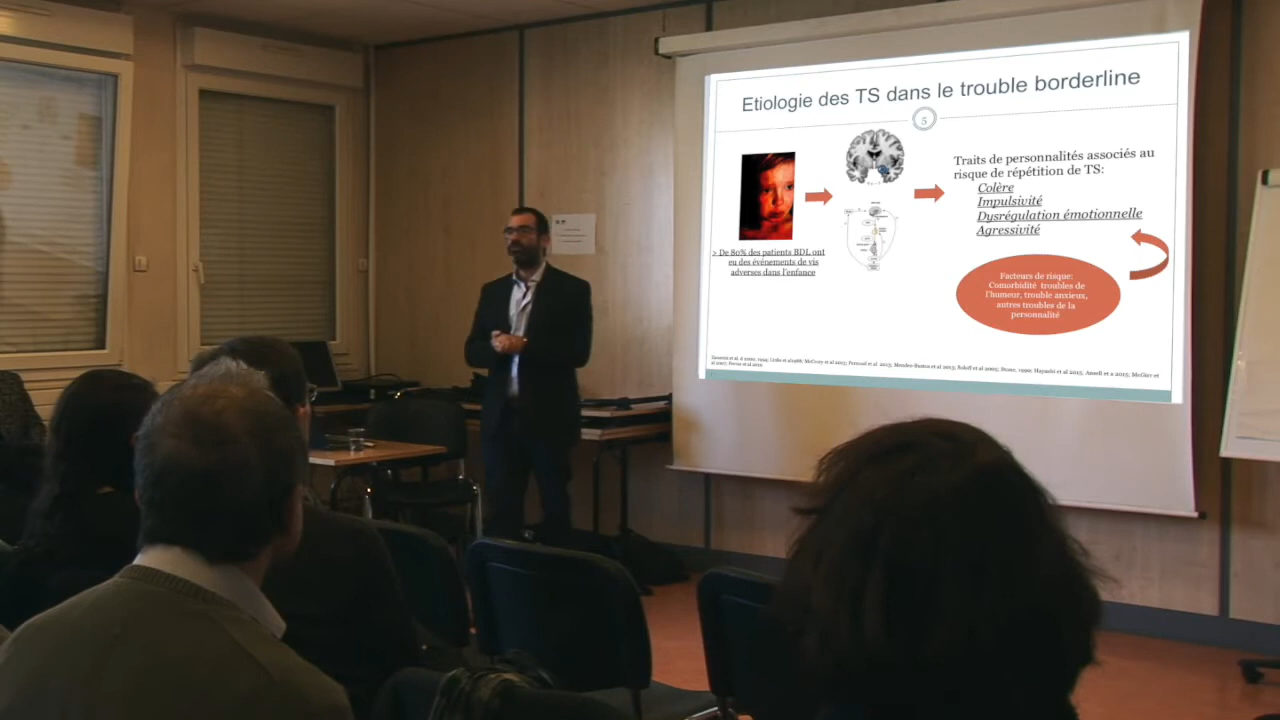 Etiologie des TS dans le trouble borderline
5
> De 80% des patients BDL ont
eu des événements de vis
adverses dans l'enfance
Traits de personnalités associés au
risque de répétition de TS:
Colère
Impulsivité
Dysrégulation émotionnelle
Agressivité
Facteurs de risque:
Comorbidité troubles de
l'humeur, trouble anxieux,
autres troubles de la
personnalité